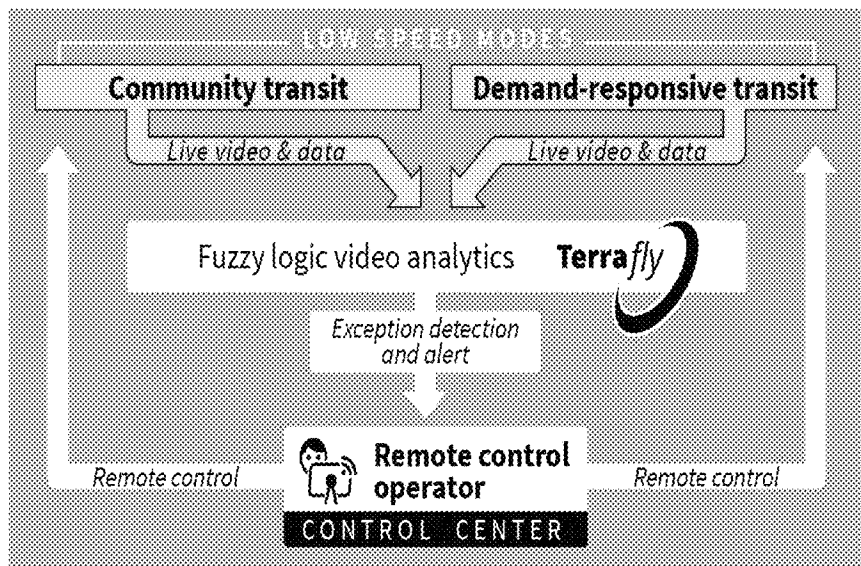 LOW SPEED MODES
Community transit
Demand-responsive transit
Live video & data
Live video & data
Fuzzy logic video analytics
Terrafly
Exception detection
and alert
Remote control
operator
CONTROL CENTER
Remote control
Remote control